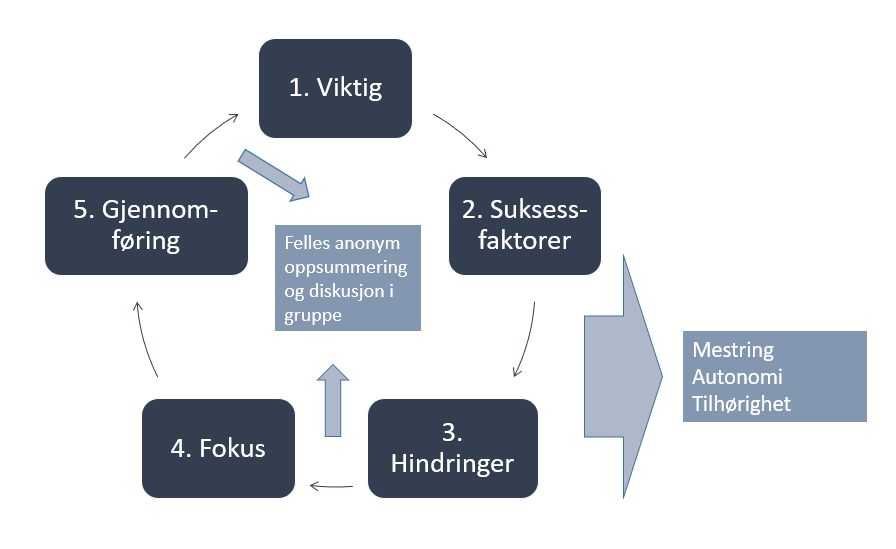 1. Viktig
2. Suksess-
faktorer
3.
Hindringer
4. Fokus
5. Gjennom-
føring
Felles anonym
oppsummering
og diskusjon i
gruppe
Mestring
Autonomi
Tilhørighet